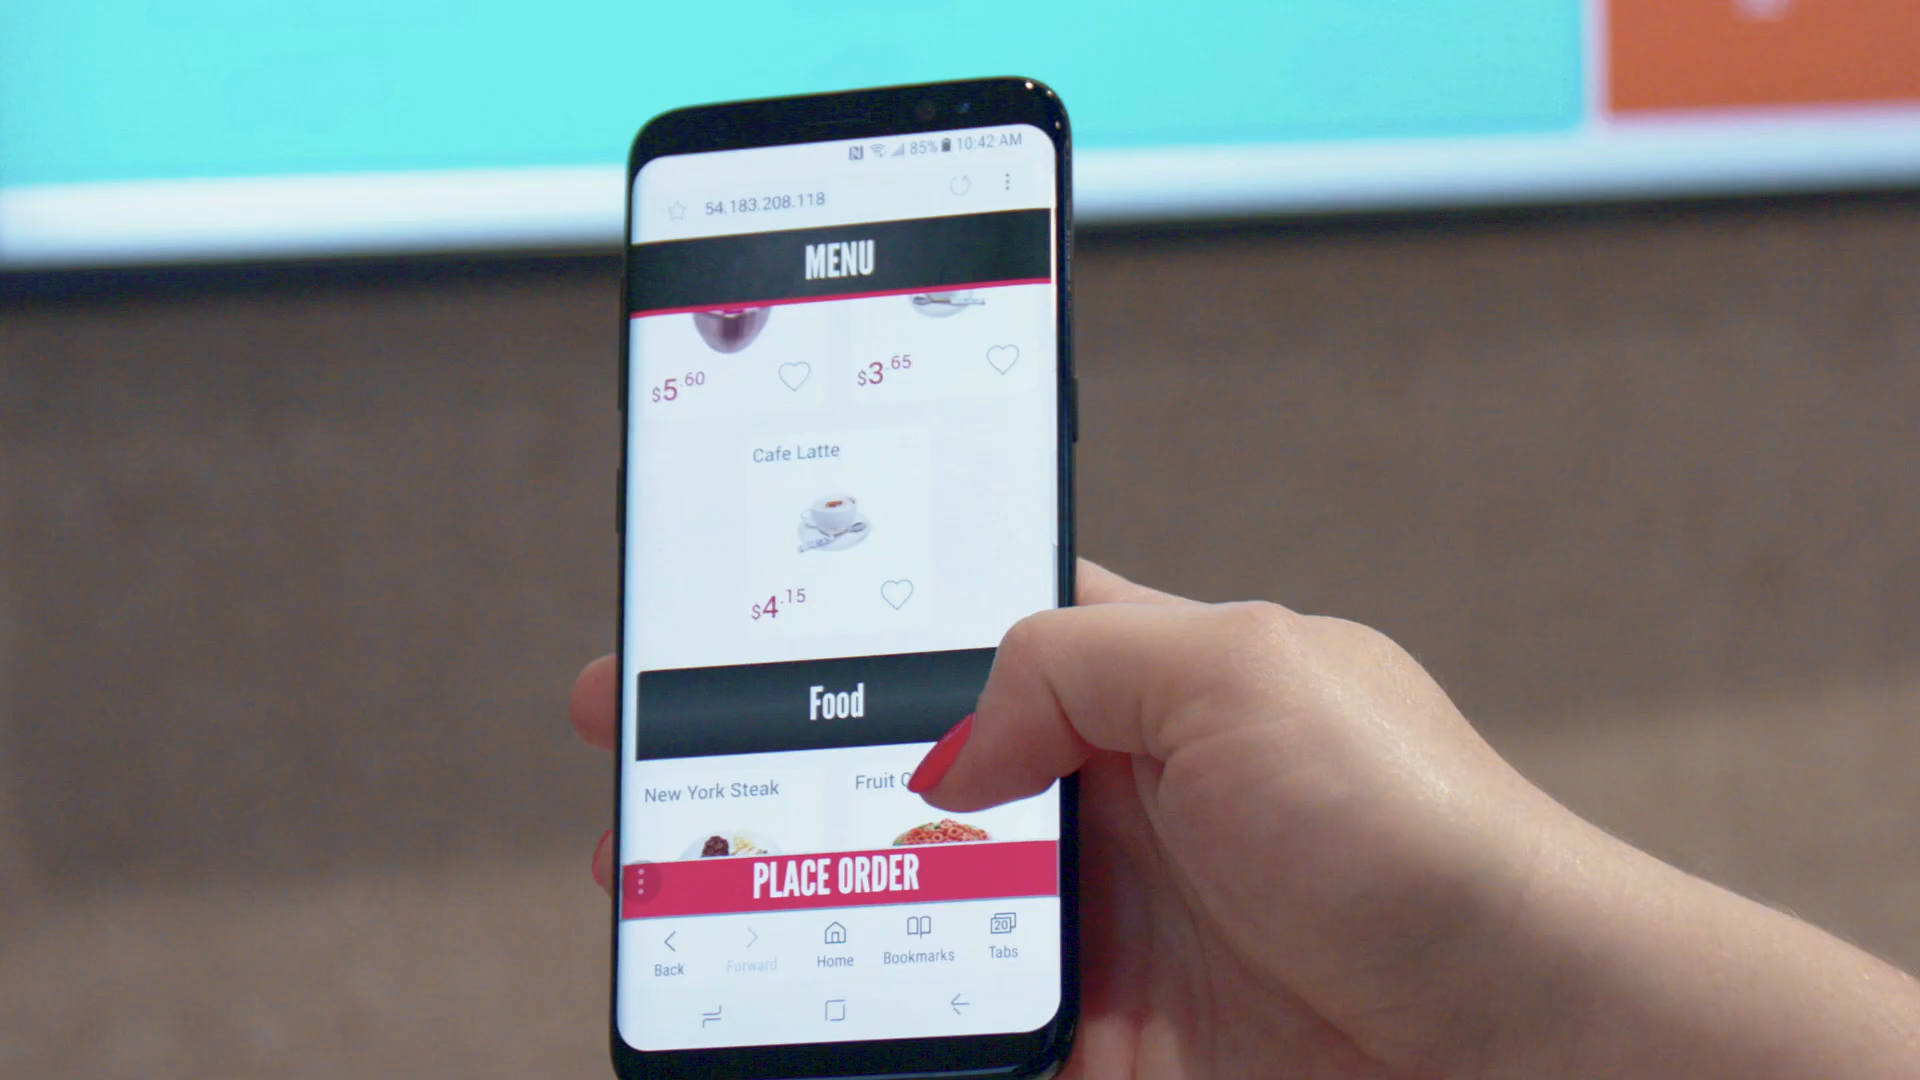 85% 10:42 AM
54.183.208.118
MENU
$5.60
$3.65
Cafe Latte
$4.15
Food
New York Steak
Fruit
PLACE ORDER
20
Back
Forward
Home
Bookmarks
Tabs